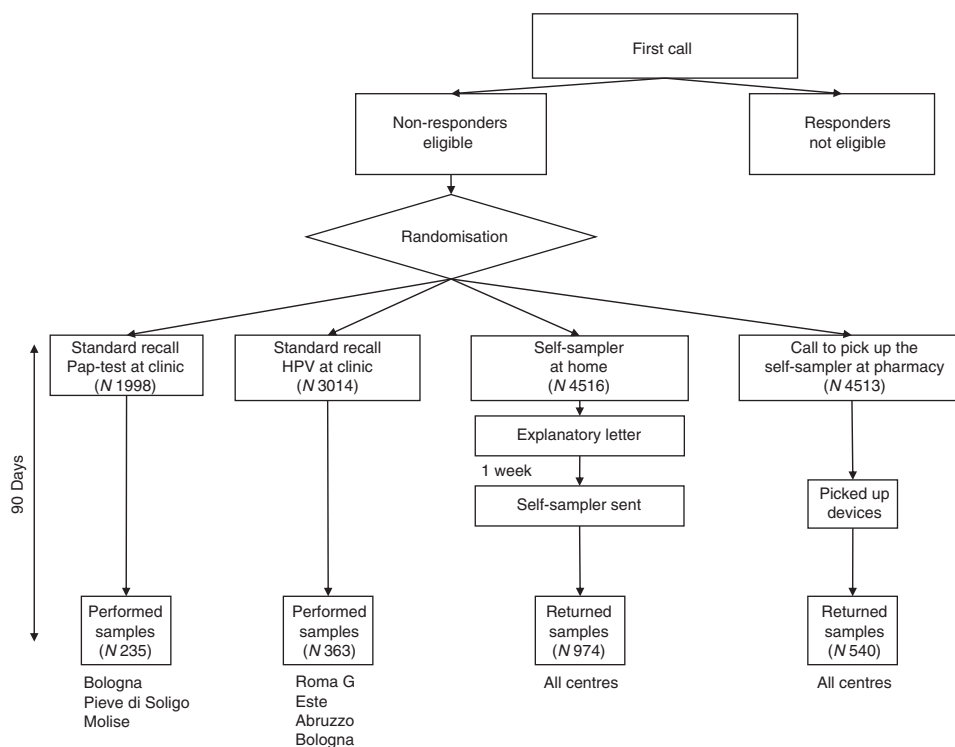 First call
Non-responders
eligible
Responders
not eligible
Randomisation
Standard recall
Pap-test at clinic
(N 1998)
Standard recall
HPV at clinic
(N 3014)
Self-sampler
at home
(N 4516)
Call to pick up the
self-sampler at pharmacy
(N 4513)
Explanatory letter
1 week
Self-sampler sent
Picked up
devices
90 Days
Performed
samples
(N 235)
Performed
samples
(N 363)
Returned
samples
(N 974)
Returned
samples
(N 540)
Bologna
Pieve di Soligo
Molise
Roma G
Este
Abruzzo
Bologna
All centres
All centres